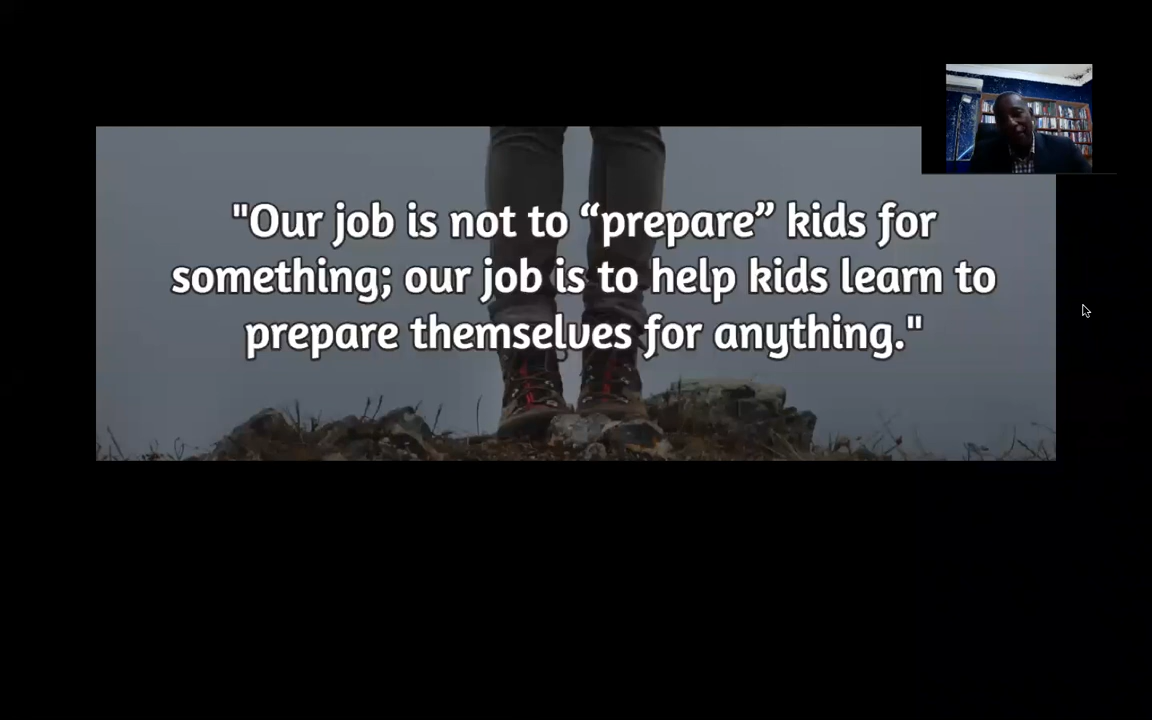 "Our job is not to “prepare” kids for
something; our job is to help kids learn to
prepare themselves for anything."